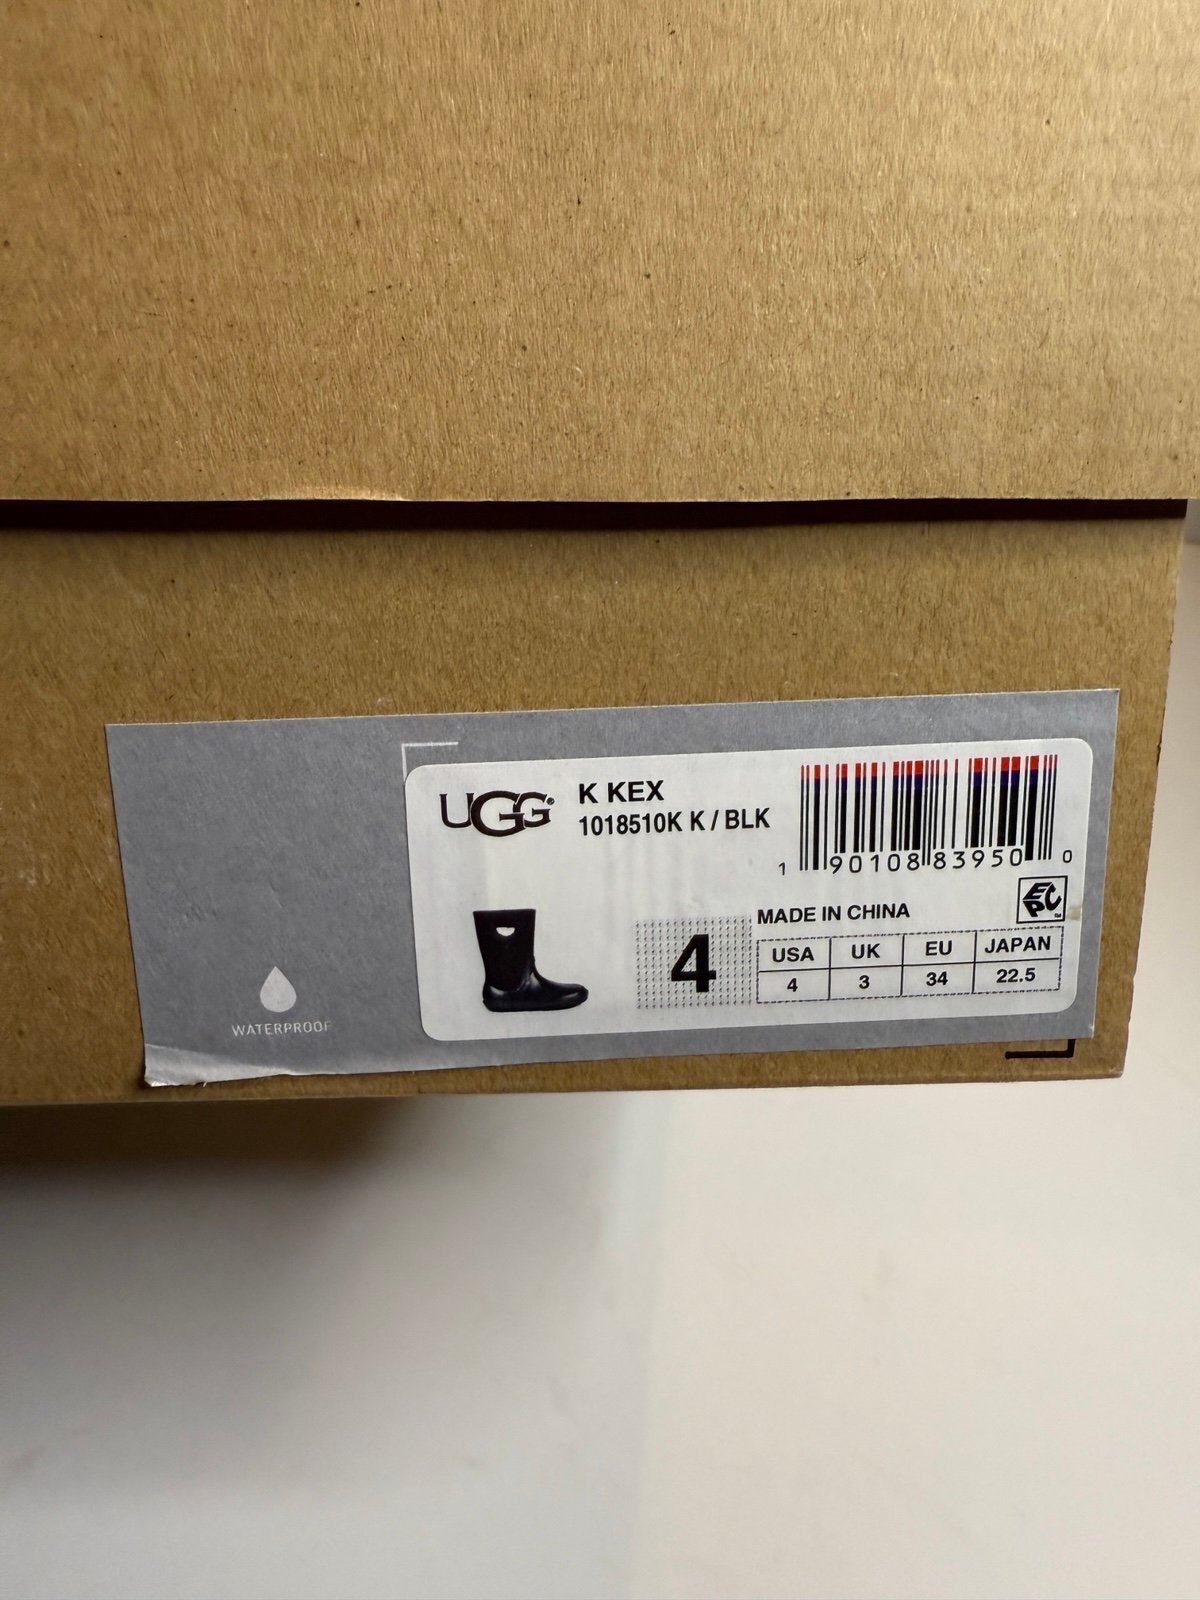 UGG®
K KEX
1018510K K / BLK
1 90108 83950 0
EPC
MADE IN CHINA
4
USA UK EU JAPAN
4 3 34 22.5
WATERPROOF